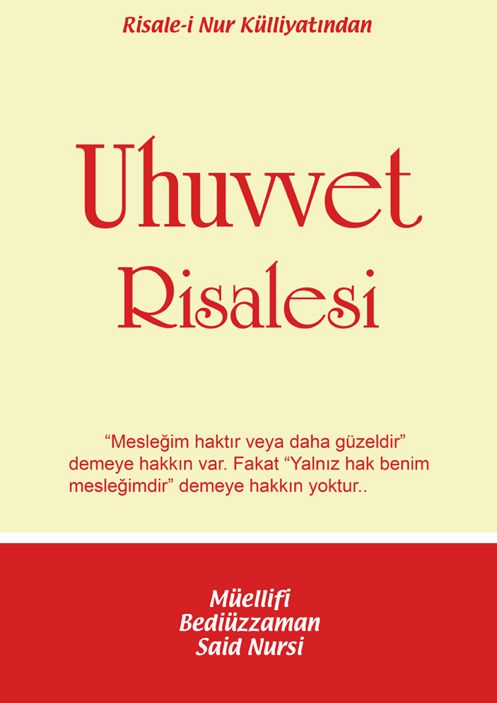 Risale-i Nur Külliyatından
Uhuvvet
Risalesi
“Mesleğim haktır veya daha güzeldir”
demeye hakkın var. Fakat “Yalnız hak benim
mesleğimdir” demeye hakkın yoktur..
Müellifi
Bediüzzaman
Said Nursi